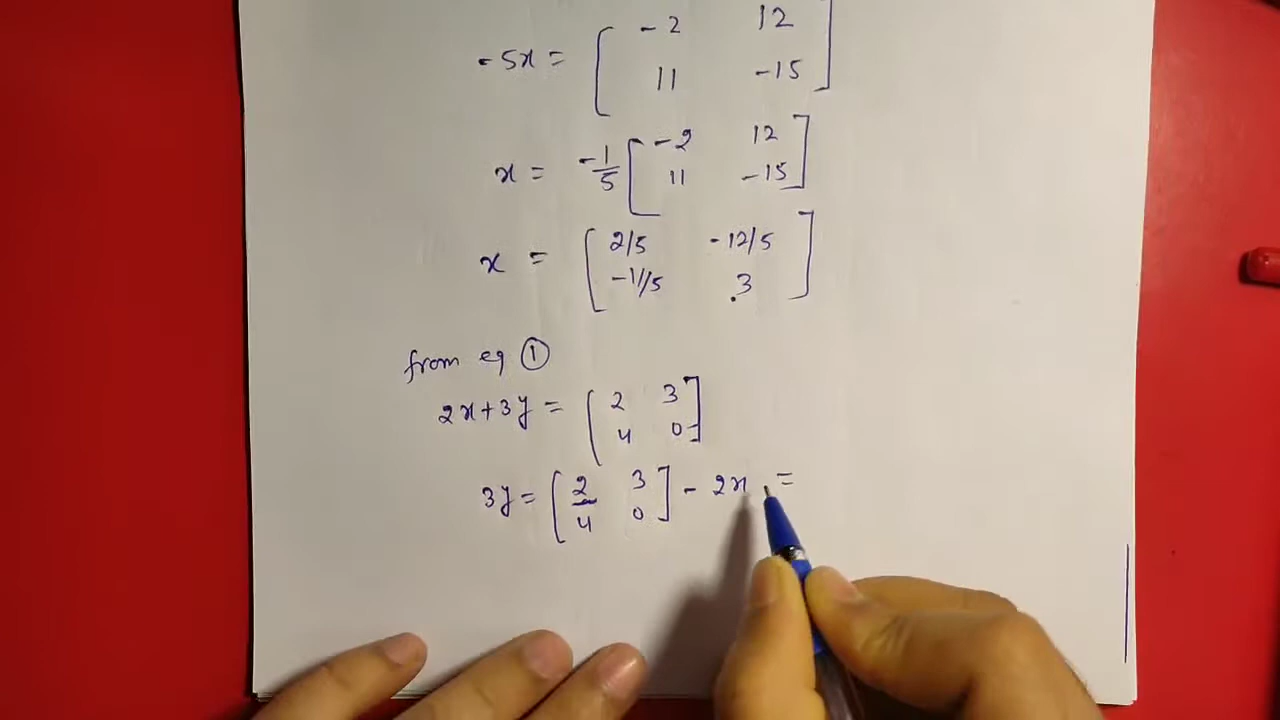 -5x = [ -2 12
11 -15 ]
x = -1/5 [ -2 12
11 -15 ]
x = [ 2/5 -12/5
-11/5 3 ]
from eq ①
2x+3y = [ 2 3
4 0 ]
3y = [ 2 3
4 0 ] - 2x =